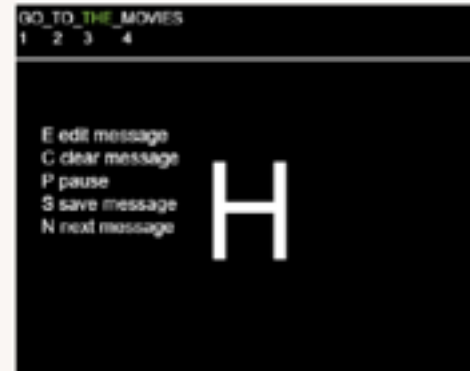 GO_TO_THE_MOVIES
1 2 3 4
E edit message
C clear message
P pause
S save message
N next message
H